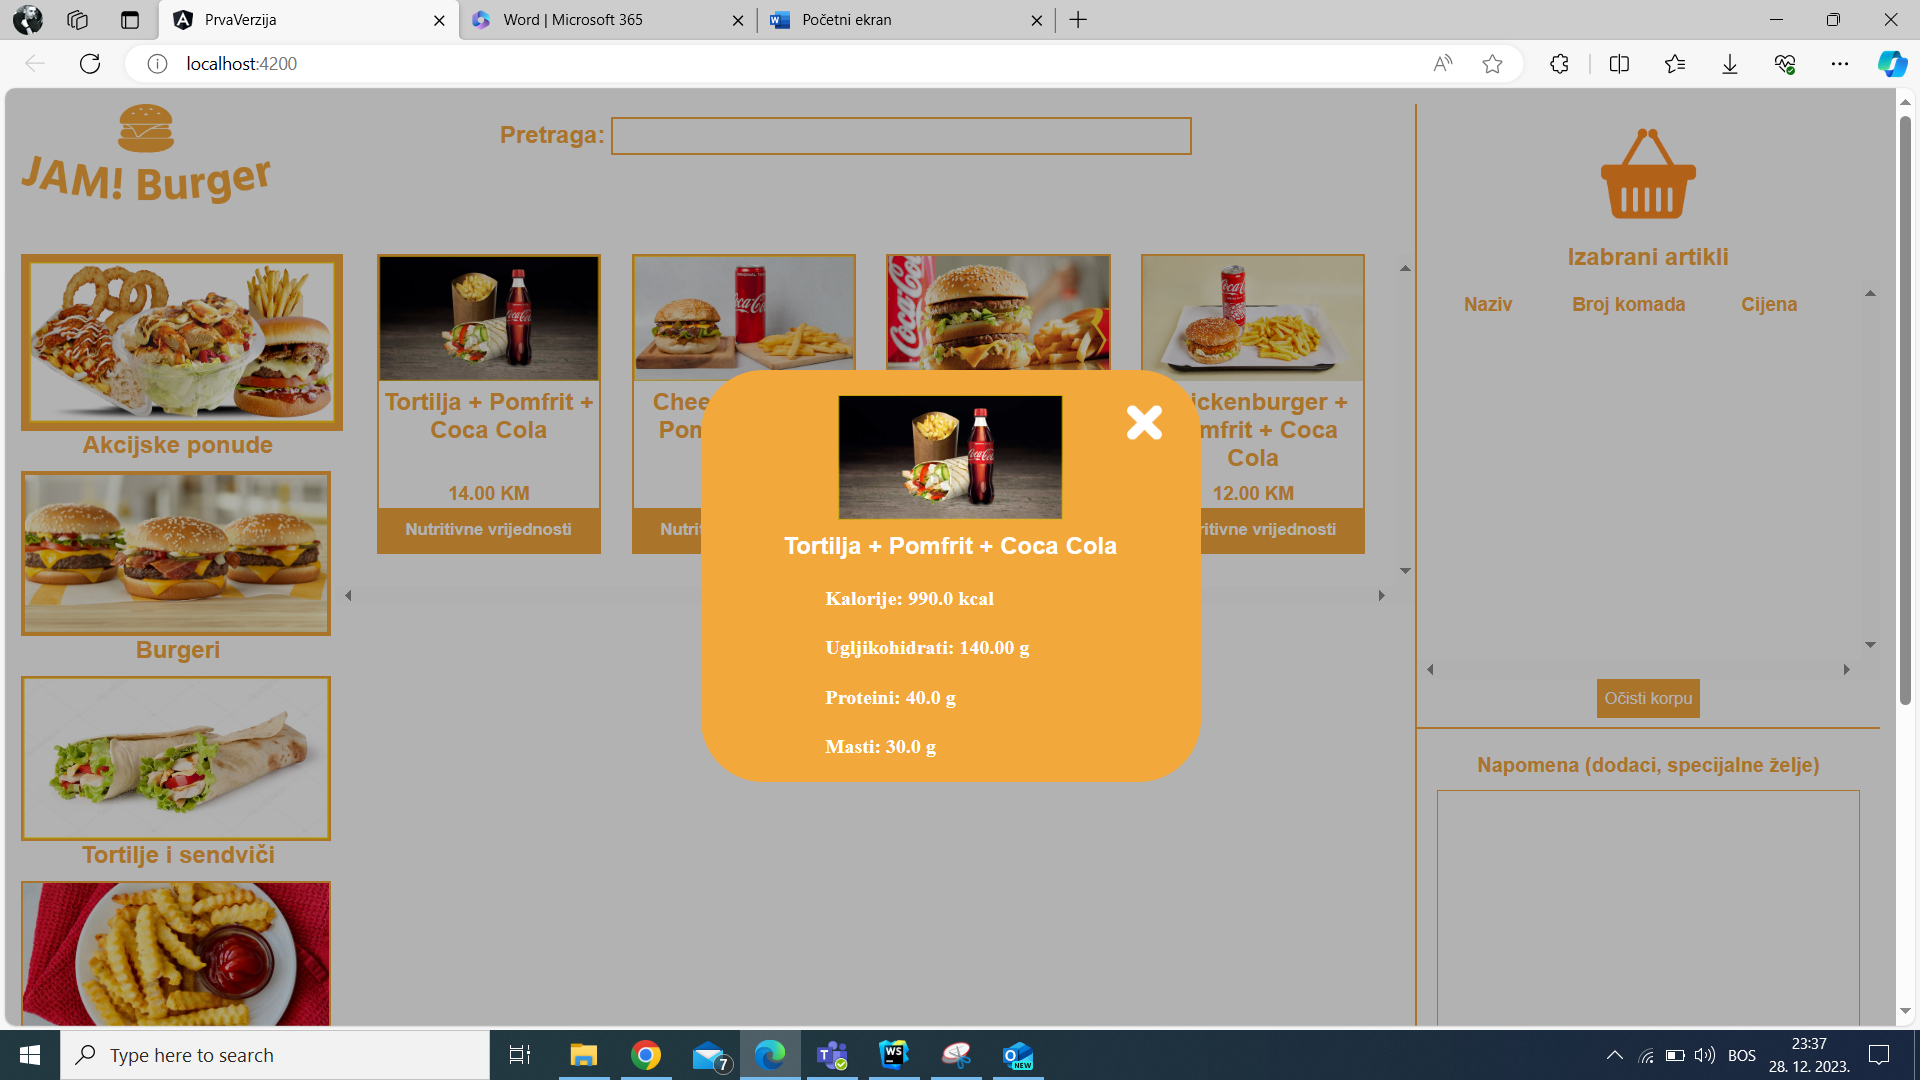 PrvaVerzija
Word | Microsoft 365
Početni ekran
localhost:4200
JAM! Burger
Pretraga:
Akcijske ponude
Burgeri
Tortilje i sendviči
Tortilja + Pomfrit +
Coca Cola
14.00 KM
Nutritivne vrijednosti
Chee
Pon
Nutri
ickenburger +
mfrit + Coca
Cola
12.00 KM
ritivne vrijednosti
Tortilja + Pomfrit + Coca Cola
Kalorije: 990.0 kcal
Ugljikohidrati: 140.00 g
Proteini: 40.0 g
Masti: 30.0 g
Izabrani artikli
Naziv Broj komada Cijena
Očisti korpu
Napomena (dodaci, specijalne želje)
Type here to search
7
WS
NEW
BOS
23:37
28. 12. 2023.